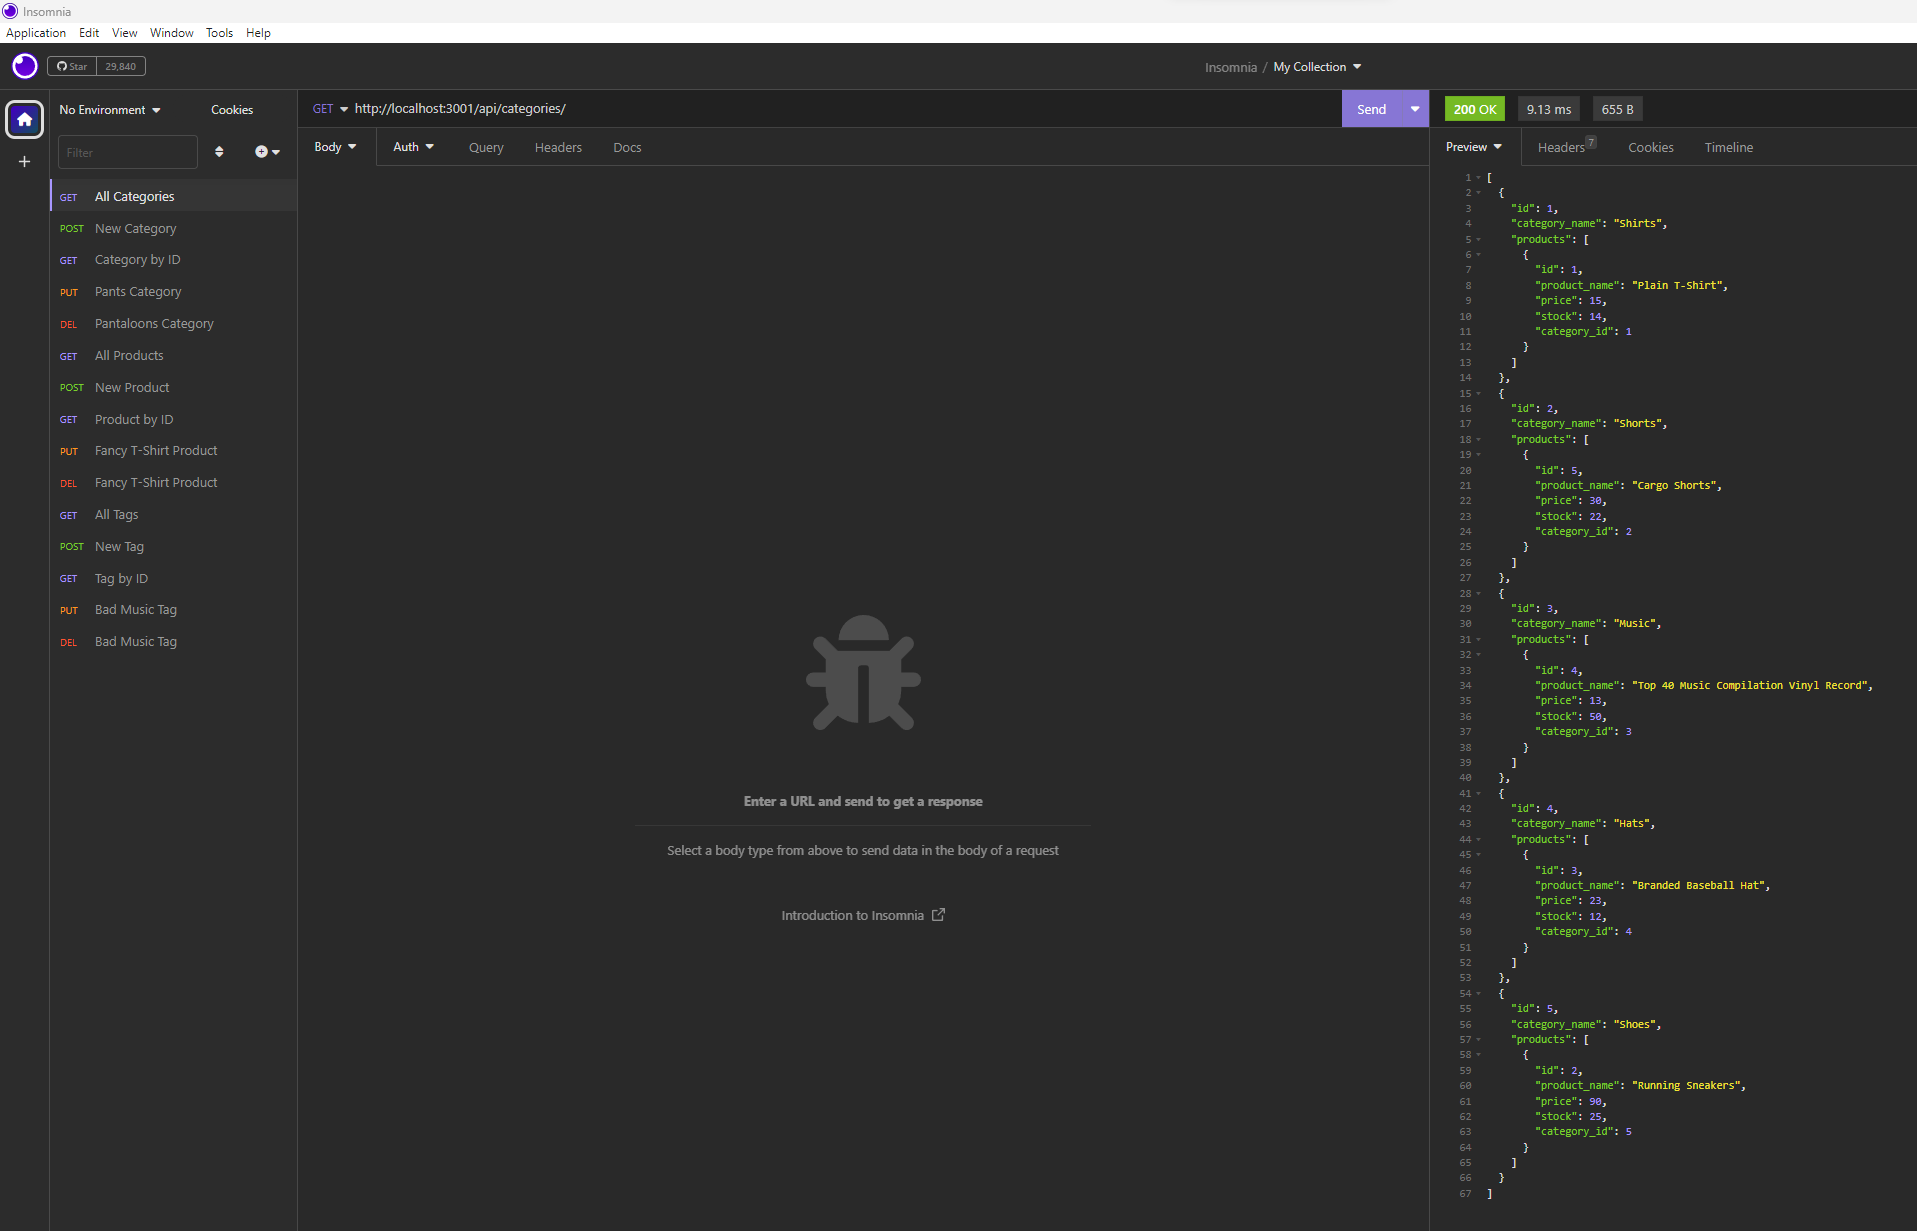 Insomnia
Application Edit View Window Tools Help
Star 29,840
Insomnia / My Collection
No Environment Cookies
Filter
GET All Categories
POST New Category
GET Category by ID
PUT Pants Category
DEL Pantaloons Category
GET All Products
POST New Product
GET Product by ID
PUT Fancy T-Shirt Product
DEL Fancy T-Shirt Product
GET All Tags
POST New Tag
GET Tag by ID
PUT Bad Music Tag
DEL Bad Music Tag
GET http://localhost:3001/api/categories/ Send
Body Auth Query Headers Docs
Enter a URL and send to get a response
Select a body type from above to send data in the body of a request
Introduction to Insomnia
200 OK 9.13 ms 655 B
Preview Headers 7 Cookies Timeline
1 [
2 {
3 "id": 1,
4 "category_name": "Shirts",
5 "products": [
6 {
7 "id": 1,
8 "product_name": "Plain T-Shirt",
9 "price": 15,
10 "stock": 14,
11 "category_id": 1
12 }
13 ]
14 },
15 {
16 "id": 2,
17 "category_name": "Shorts",
18 "products": [
19 {
20 "id": 5,
21 "product_name": "Cargo Shorts",
22 "price": 30,
23 "stock": 22,
24 "category_id": 2
25 }
26 ]
27 },
28 {
29 "id": 3,
30 "category_name": "Music",
31 "products": [
32 {
33 "id": 4,
34 "product_name": "Top 40 Music Compilation Vinyl Record",
35 "price": 13,
36 "stock": 50,
37 "category_id": 3
38 }
39 ]
40 },
41 {
42 "id": 4,
43 "category_name": "Hats",
44 "products": [
45 {
46 "id": 3,
47 "product_name": "Branded Baseball Hat",
48 "price": 23,
49 "stock": 12,
50 "category_id": 4
51 }
52 ]
53 },
54 {
55 "id": 5,
56 "category_name": "Shoes",
57 "products": [
58 {
59 "id": 2,
60 "product_name": "Running Sneakers",
61 "price": 90,
62 "stock": 25,
63 "category_id": 5
64 }
65 ]
66 }
67 ]